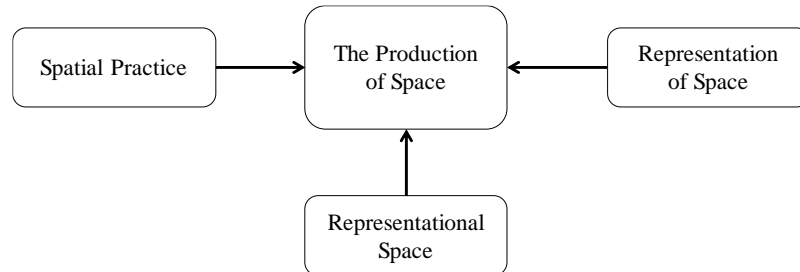 Spatial Practice
The Production
of Space
Representation
of Space
Representational
Space